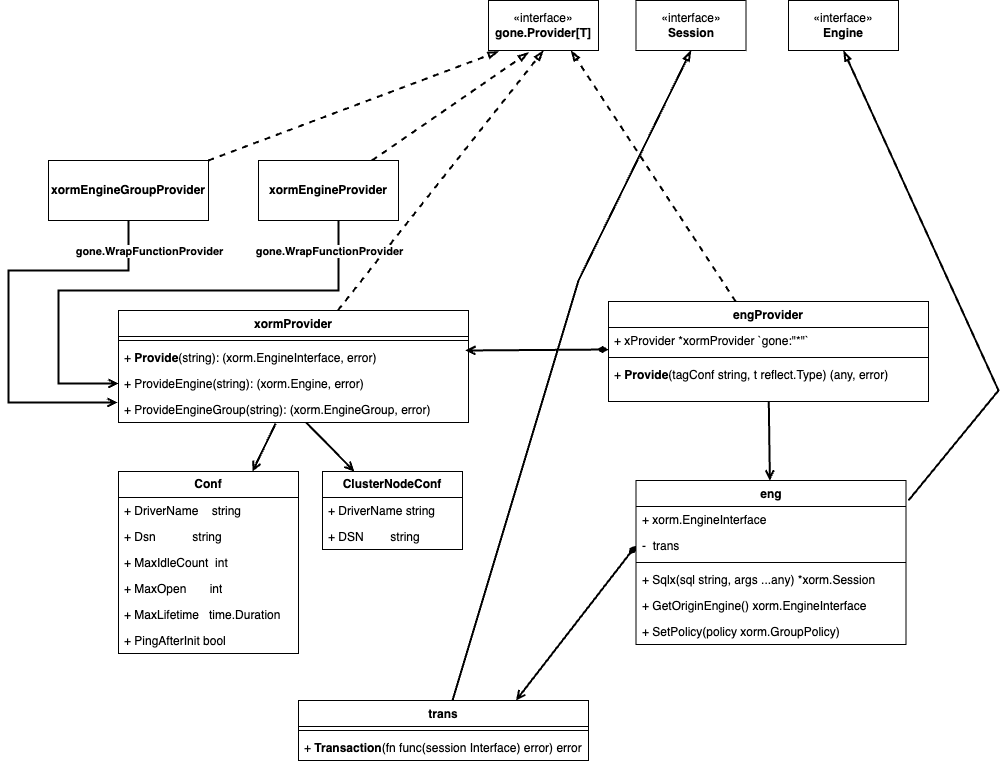 «interface»
gone.Provider[T]
«interface»
Session
«interface»
Engine
xormEngineGroupProvider
xormEngineProvider
gone.WrapFunctionProvider
gone.WrapFunctionProvider
xormProvider
+ Provide(string): (xorm.EngineInterface, error)
+ ProvideEngine(string): (xorm.Engine, error)
+ ProvideEngineGroup(string): (xorm.EngineGroup, error)
engProvider
+ xProvider *xormProvider `gone:"*"`
+ Provide(tagConf string, t reflect.Type) (any, error)
Conf
+ DriverName string
+ Dsn string
+ MaxIdleCount int
+ MaxOpen int
+ MaxLifetime time.Duration
+ PingAfterInit bool
ClusterNodeConf
+ DriverName string
+ DSN string
eng
+ xorm.EngineInterface
- trans
+ Sqlx(sql string, args ...any) *xorm.Session
+ GetOriginEngine() xorm.EngineInterface
+ SetPolicy(policy xorm.GroupPolicy)
trans
+ Transaction(fn func(session Interface) error) error